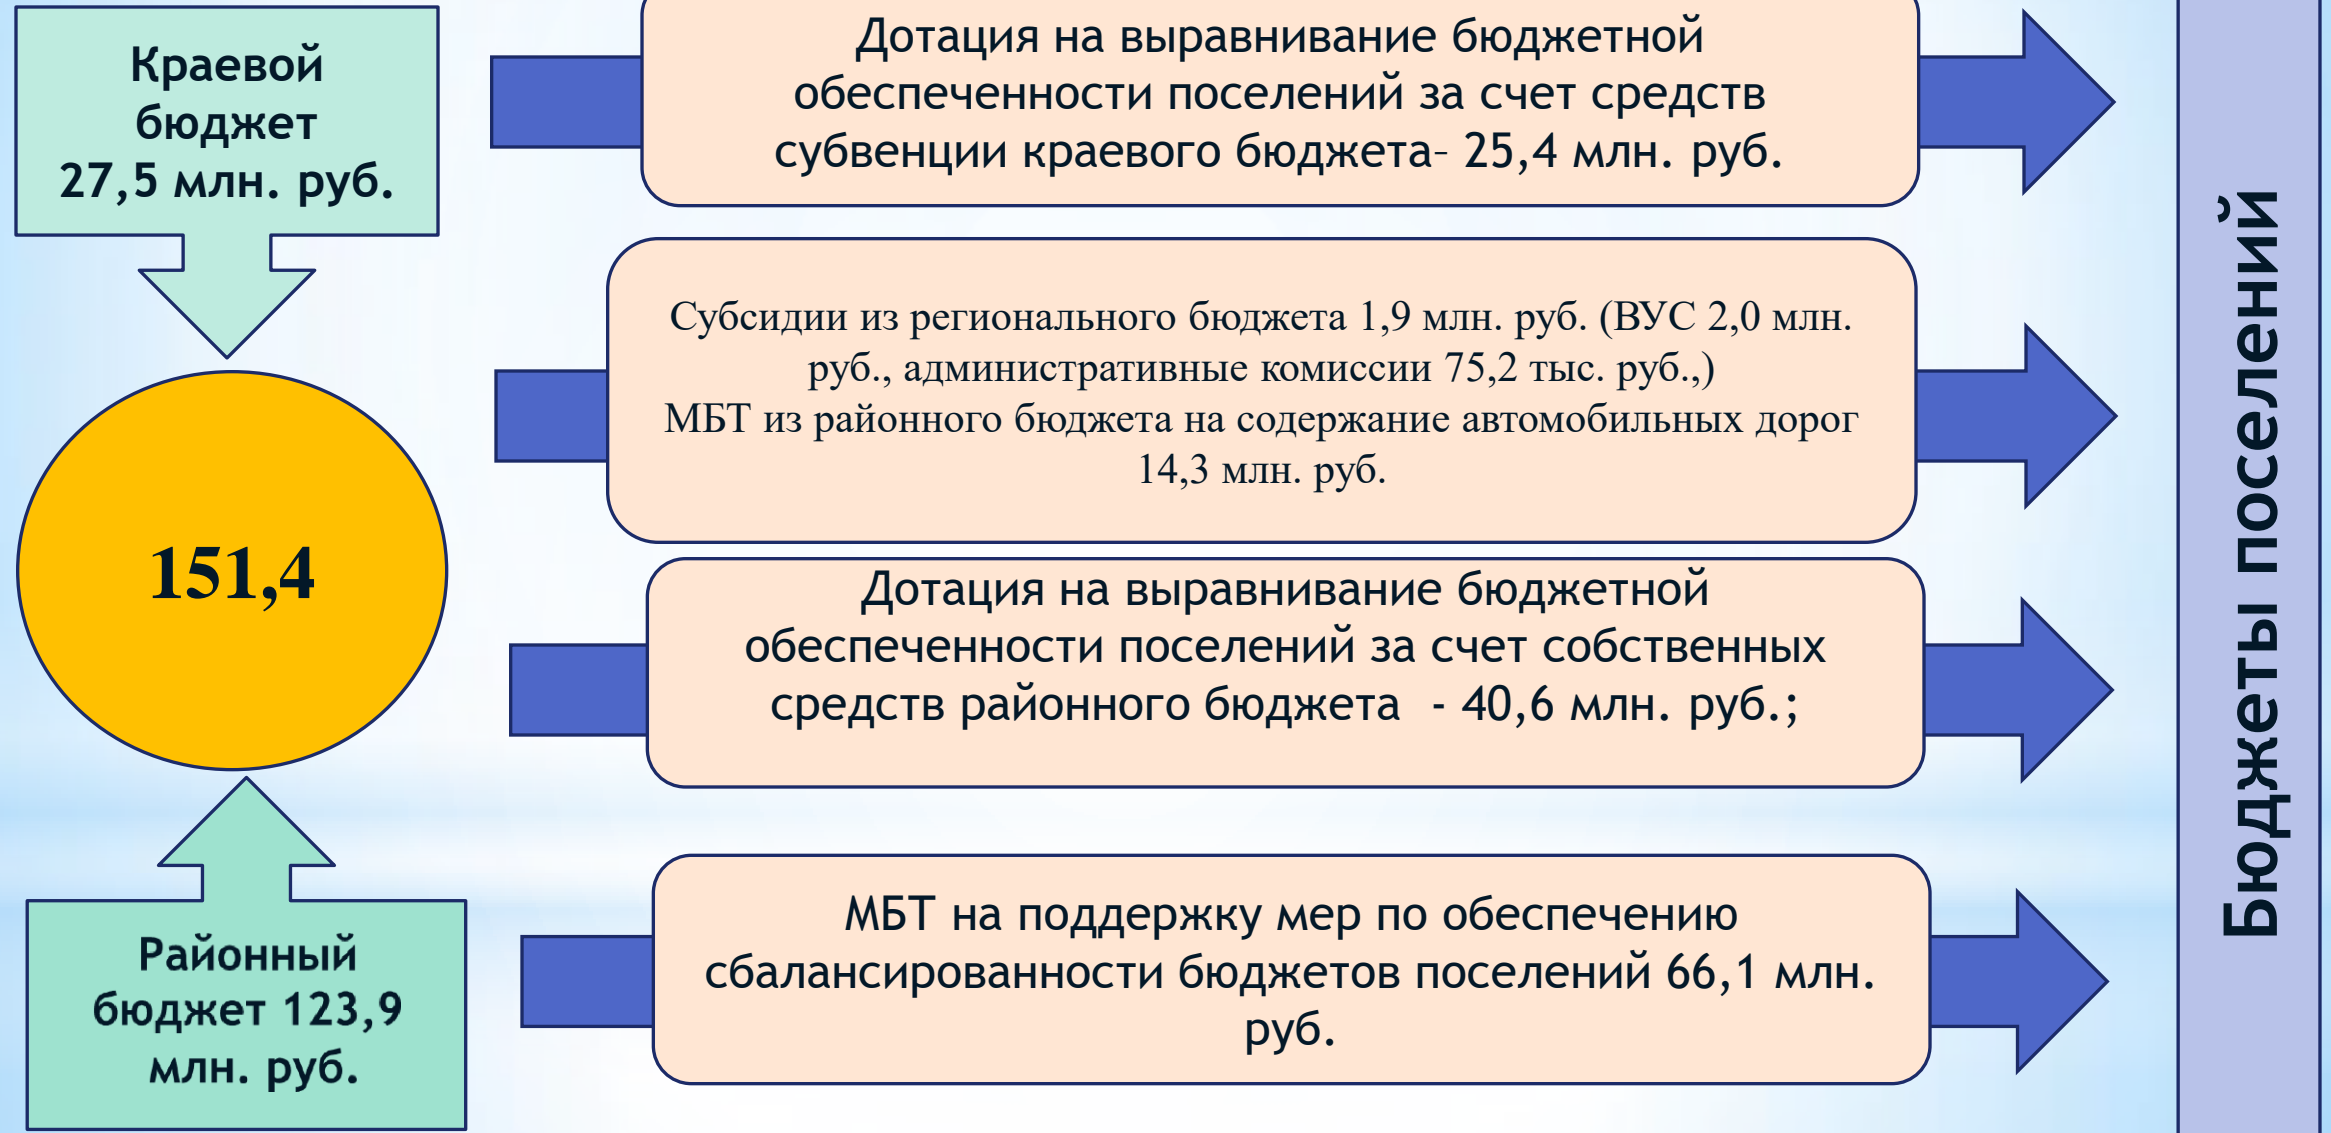 Краевой
бюджет
27,5 млн. руб.
151,4
Районный
бюджет 123,9
млн. руб.
Дотация на выравнивание бюджетной
обеспеченности поселений за счет средств
субвенции краевого бюджета– 25,4 млн. руб.
Субсидии из регионального бюджета 1,9 млн. руб. (ВУС 2,0 млн.
руб., административные комиссии 75,2 тыс. руб.,)
МБТ из районного бюджета на содержание автомобильных дорог
14,3 млн. руб.
Дотация на выравнивание бюджетной
обеспеченности поселений за счет собственных
средств районного бюджета  - 40,6 млн. руб.;
МБТ на поддержку мер по обеспечению
сбалансированности бюджетов поселений 66,1 млн.
руб.
Бюджеты поселений